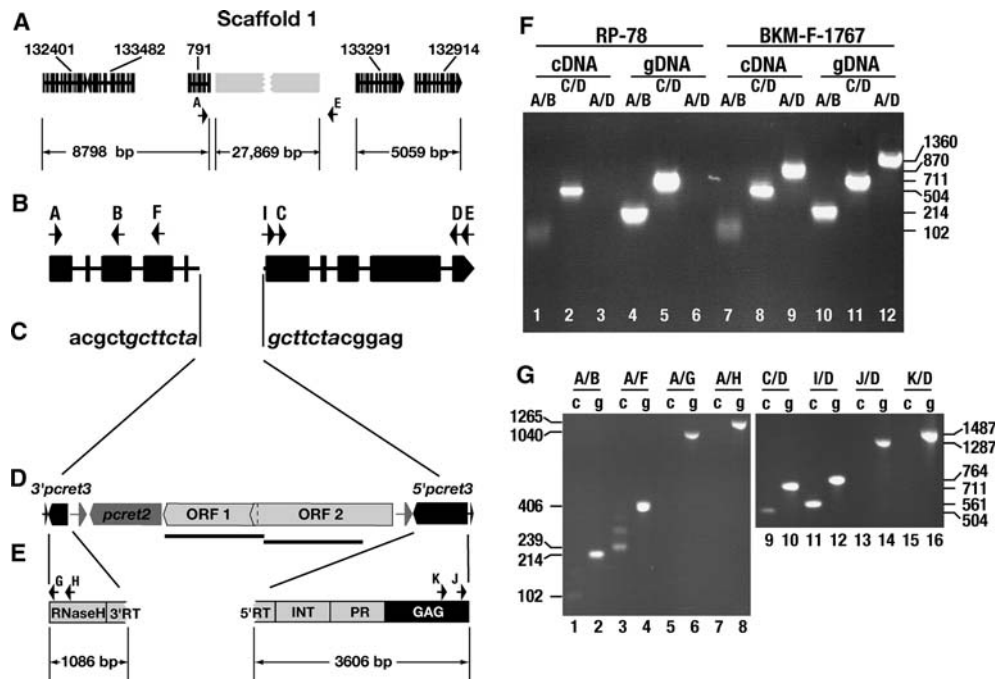 A
Scaffold 1
132401
133482
791
133291
132914
A
E
8798 bp
27,869 bp
5059 bp
B
A
B
F
I
C
D
E
C
acgctgcttcta
gcttctacggag
D
3'pcret3
5'pcret3
pcret2
ORF 1
ORF 2
E
G
H
K
J
RNaseH
3'RT
5'RT
INT
PR
GAG
1086 bp
3606 bp
F
RP-78
BKM-F-1767
cDNA
gDNA
cDNA
gDNA
A/B
C/D
A/D
A/B
C/D
A/D
A/B
C/D
A/D
A/B
C/D
A/D
1360
870
711
504
214
102
1 2 3 4 5 6 7 8 9 10 11 12
G
A/B
A/F
A/G
A/H
C/D
I/D
J/D
K/D
c g c g c g c g
c g c g c g c g
1265
1040
406
239
214
102
1487
1287
764
711
561
504
1 2 3 4 5 6 7 8
9 10 11 12 13 14 15 16